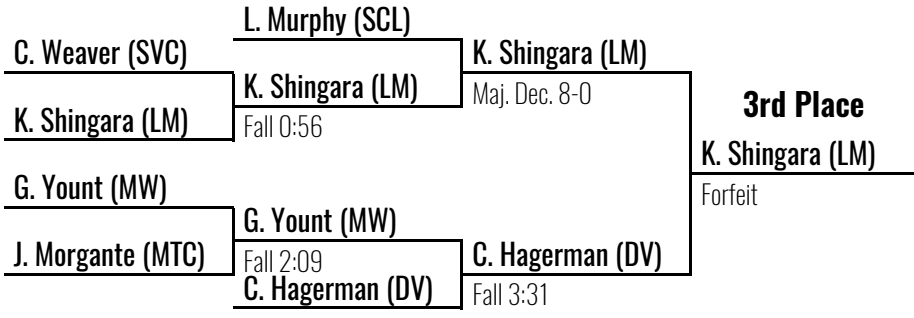 L. Murphy (SCL)
C. Weaver (SVC)
K. Shingara (LM)
K. Shingara (LM)
Maj. Dec. 8-0
3rd Place
K. Shingara (LM)
Fall 0:56
K. Shingara (LM)
Forfeit
G. Yount (MW)
G. Yount (MW)
J. Morgante (MTC)
Fall 2:09
C. Hagerman (DV)
C. Hagerman (DV)
Fall 3:31